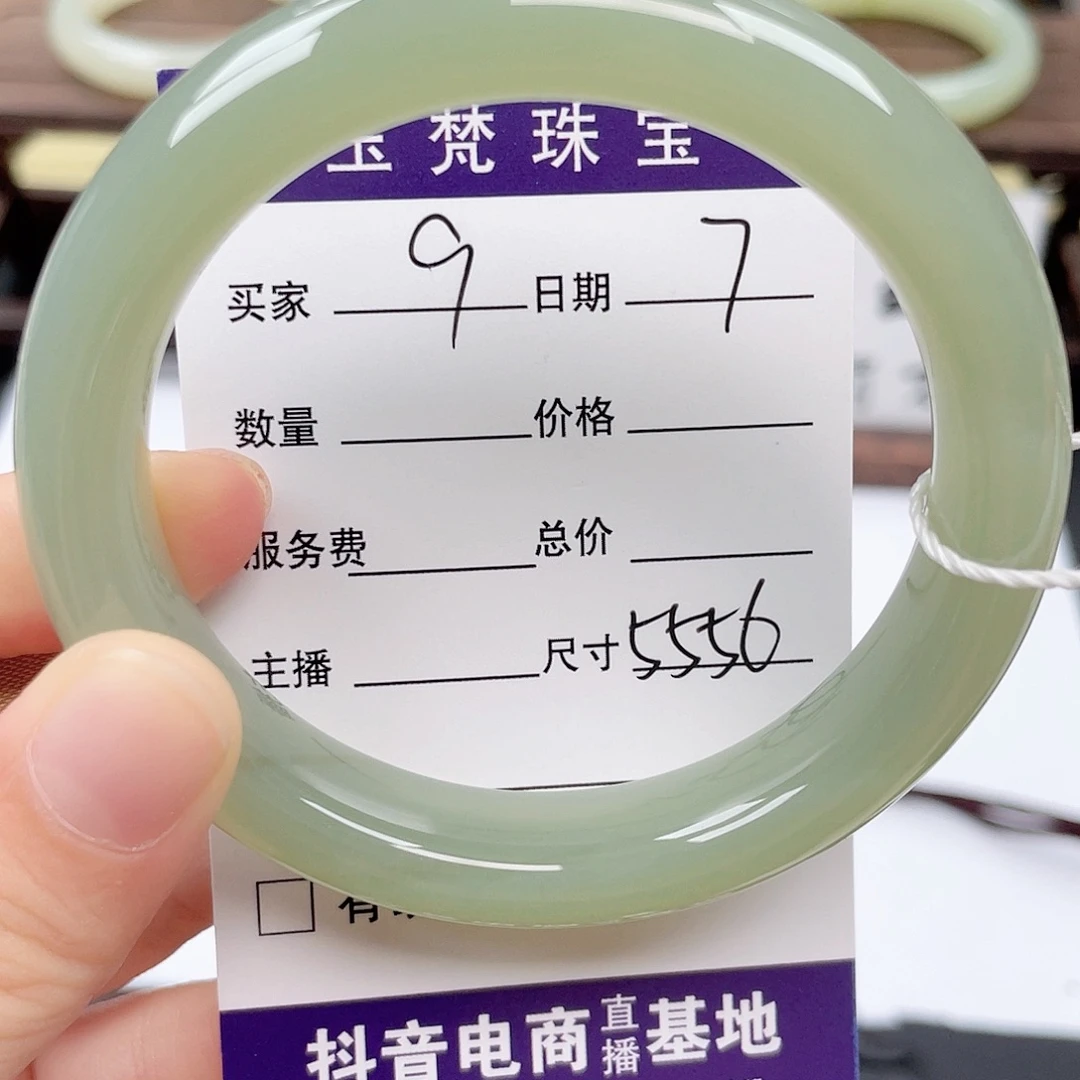 梵珠宝
买家 9 日期 7
数量 价格
服务费 总价
主播 尺寸 5556
有
抖音电商直播基地